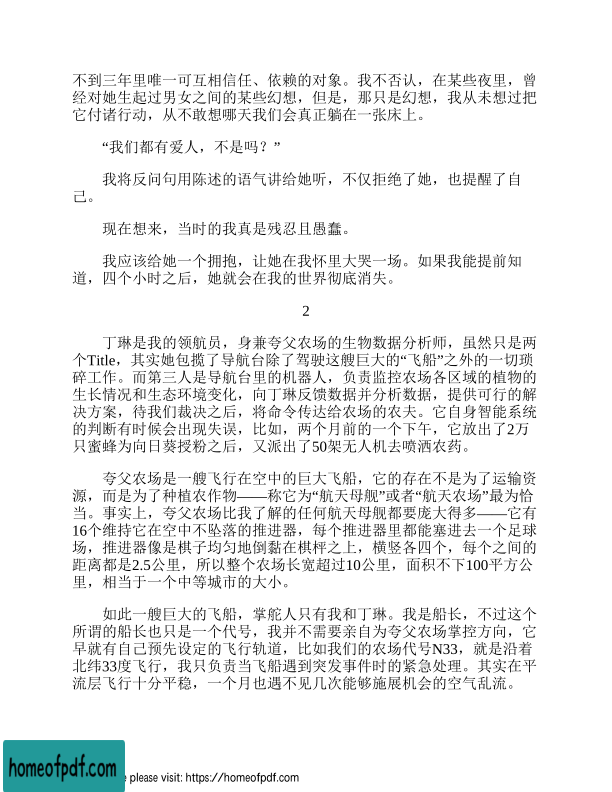 不到三年里唯一可互相信任、依赖的对象。我不否认，在某些夜里，曾
经对她生起过男女之间的某些幻想，但是，那只是幻想，我从未想过把
它付诸行动，从不敢想哪天我们会真正躺在一张床上。
“我们都有爱人，不是吗？”
我将反问句用陈述的语气讲给她听，不仅拒绝了她，也提醒了自
己。
现在想来，当时的我真是残忍且愚蠢。
我应该给她一个拥抱，让她在我怀里大哭一场。如果我能提前知
道，四个小时之后，她就会在我的世界彻底消失。
2
丁琳是我的领航员，身兼夸父农场的生物数据分析师，虽然只是两
个Title，其实她包揽了导航台除了驾驶这艘巨大的“飞船”之外的一切琐
碎工作。而第三人是导航台里的机器人，负责监控农场各区域的植物的
生长情况和生态环境变化，向丁琳反馈数据并分析数据，提供可行的解
决方案，待我们裁决之后，将命令传达给农场的农夫。它自身智能系统
的判断有时候会出现失误，比如，两个月前的一个下午，它放出了2万
只蜜蜂为向日葵授粉之后，又派出了50架无人机去喷洒农药。
夸父农场是一艘飞行在空中的巨大飞船，它的存在不是为了运输资
源，而是为了种植农作物——称它为“航天母舰”或者“航天农场”最为恰
当。事实上，夸父农场比我了解的任何航天母舰都要庞大得多——它有
16个维持它在空中不坠落的推进器，每个推进器里都能塞进去一个足球
场，推进器像是棋子均匀地倒黏在棋枰之上，横竖各四个，每个之间的
距离都是2.5公里，所以整个农场长宽超过10公里，面积不下100平方公
里，相当于一个中等城市的大小。
如此一艘巨大的飞船，掌舵人只有我和丁琳。我是船长，不过这个
所谓的船长也只是一个代号，我并不需要亲自为夸父农场掌控方向，它
早就有自己预先设定的飞行轨道，比如我们的农场代号N33，就是沿着
北纬33度飞行，我只负责当飞船遇到突发事件时的紧急处理。其实在平
流层飞行十分平稳，一个月也遇不见几次能够施展机会的空气乱流。
homeofpdf.com
e please visit: https://homeofpdf.com